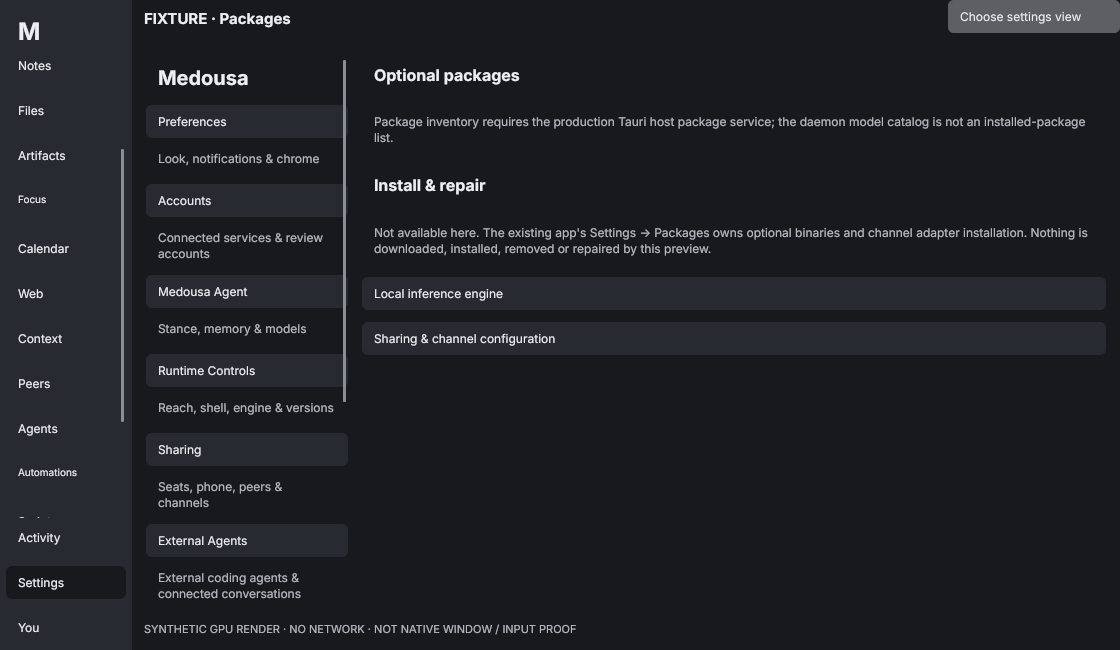 M
Notes
Files
Artifacts
Focus
Calendar
Web
Context
Peers
Agents
Automations
Activity
Settings
You
FIXTURE · Packages
Choose settings view
Medousa
Preferences
Look, notifications & chrome
Accounts
Connected services & review
accounts
Medousa Agent
Stance, memory & models
Runtime Controls
Reach, shell, engine & versions
Sharing
Seats, phone, peers &
channels
External Agents
External coding agents &
connected conversations
Optional packages
Package inventory requires the production Tauri host package service; the daemon model catalog is not an installed-package
list.
Install & repair
Not available here. The existing app's Settings → Packages owns optional binaries and channel adapter installation. Nothing is
downloaded, installed, removed or repaired by this preview.
Local inference engine
Sharing & channel configuration
SYNTHETIC GPU RENDER · NO NETWORK · NOT NATIVE WINDOW / INPUT PROOF